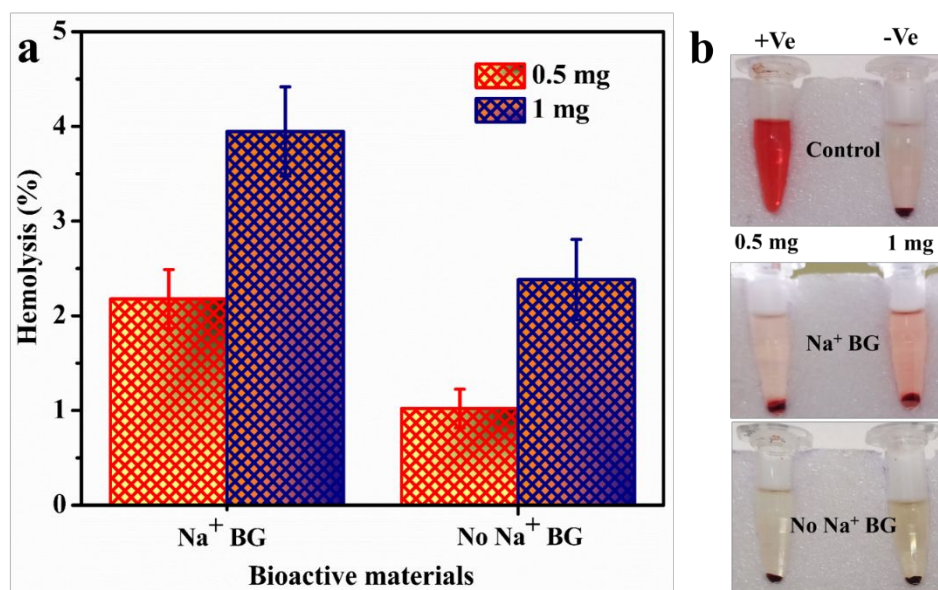 a
5
4
3
2
1
0
Hemolysis (%)
0.5 mg
1 mg
Na⁺ BG
No Na⁺ BG
Bioactive materials
b
+Ve
-Ve
Control
0.5 mg
1 mg
Na⁺ BG
No Na⁺ BG